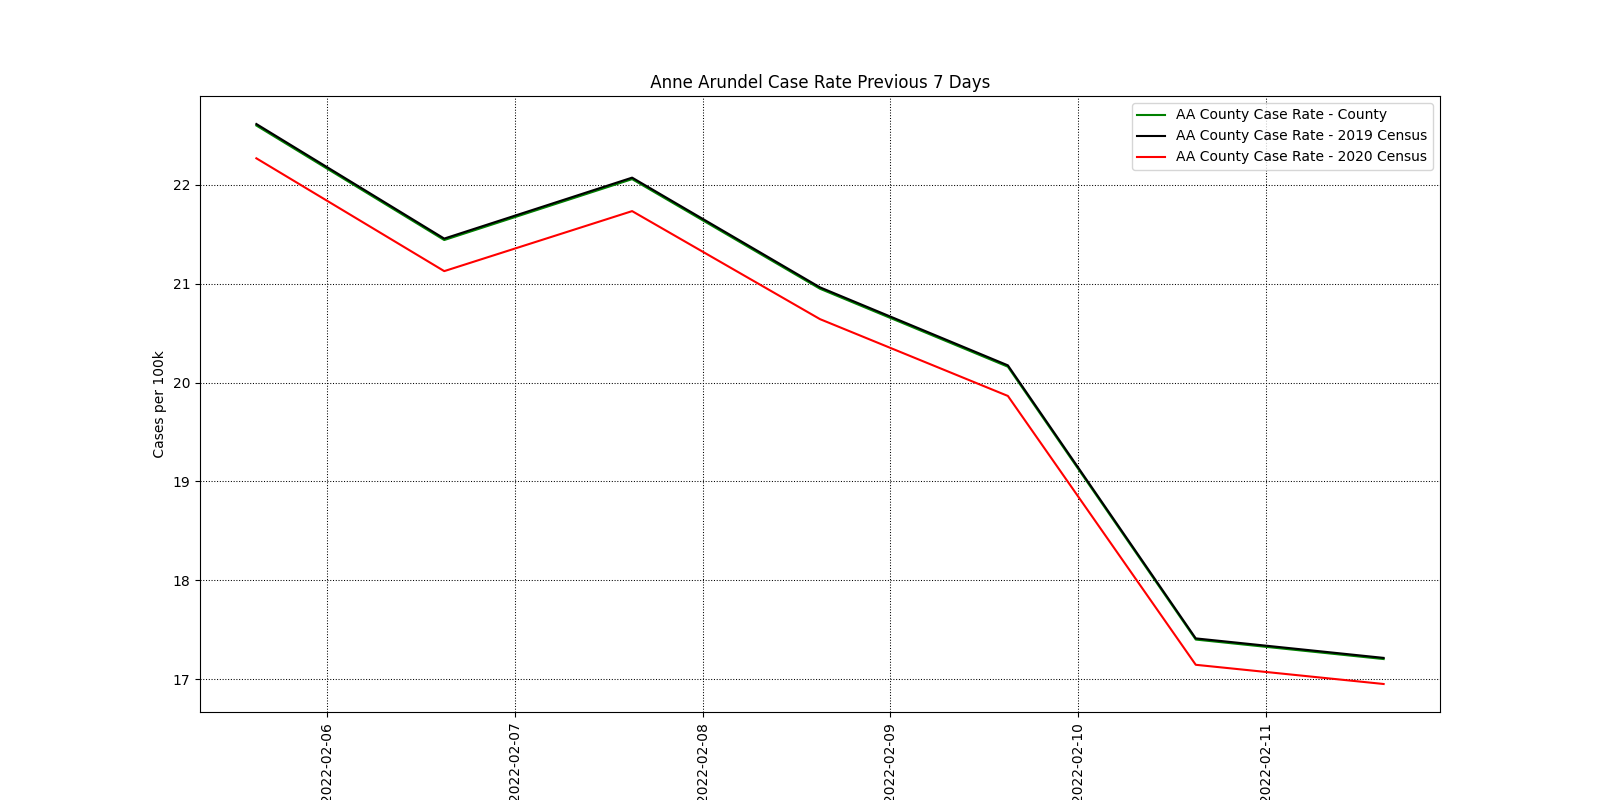 Anne Arundel Case Rate Previous 7 Days
AA County Case Rate - County
AA County Case Rate - 2019 Census
AA County Case Rate - 2020 Census
Cases per 100k
22
21
20
19
18
17
2022-02-06
2022-02-07
2022-02-08
2022-02-09
2022-02-10
2022-02-11